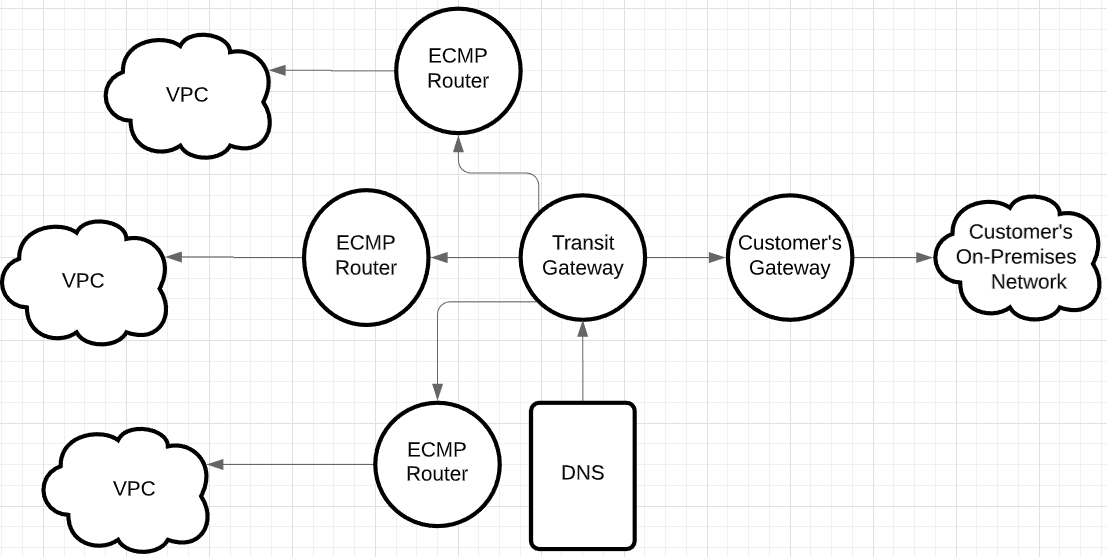 ECMP
Router
VPC
ECMP
Router
Transit
Gateway
Customer's
Gateway
Customer's
On-Premises
Network
VPC
ECMP
Router
DNS
VPC